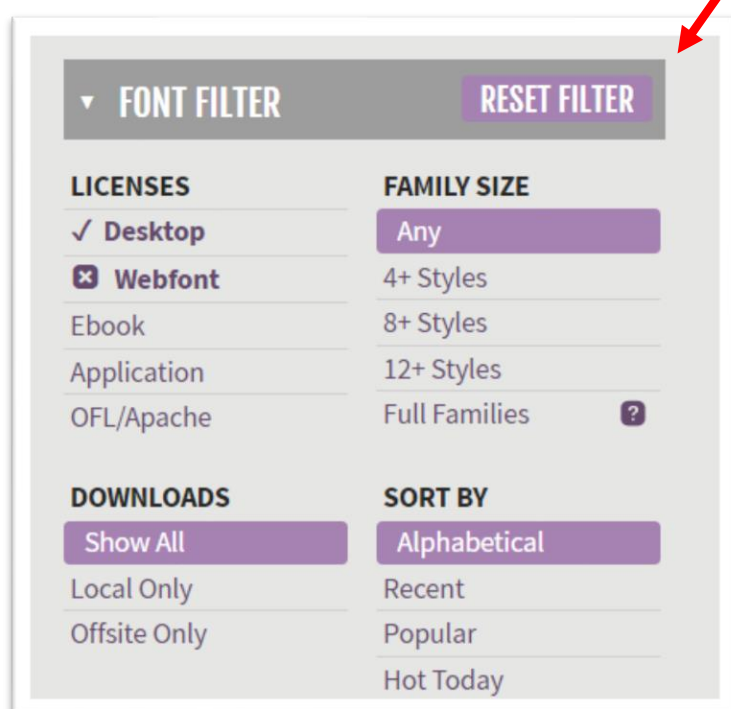 ▼ FONT FILTER RESET FILTER
LICENSES
✓ Desktop
Webfont
Ebook
Application
OFL/Apache
FAMILY SIZE
Any
4+ Styles
8+ Styles
12+ Styles
Full Families ?
DOWNLOADS
Show All
Local Only
Offsite Only
SORT BY
Alphabetical
Recent
Popular
Hot Today